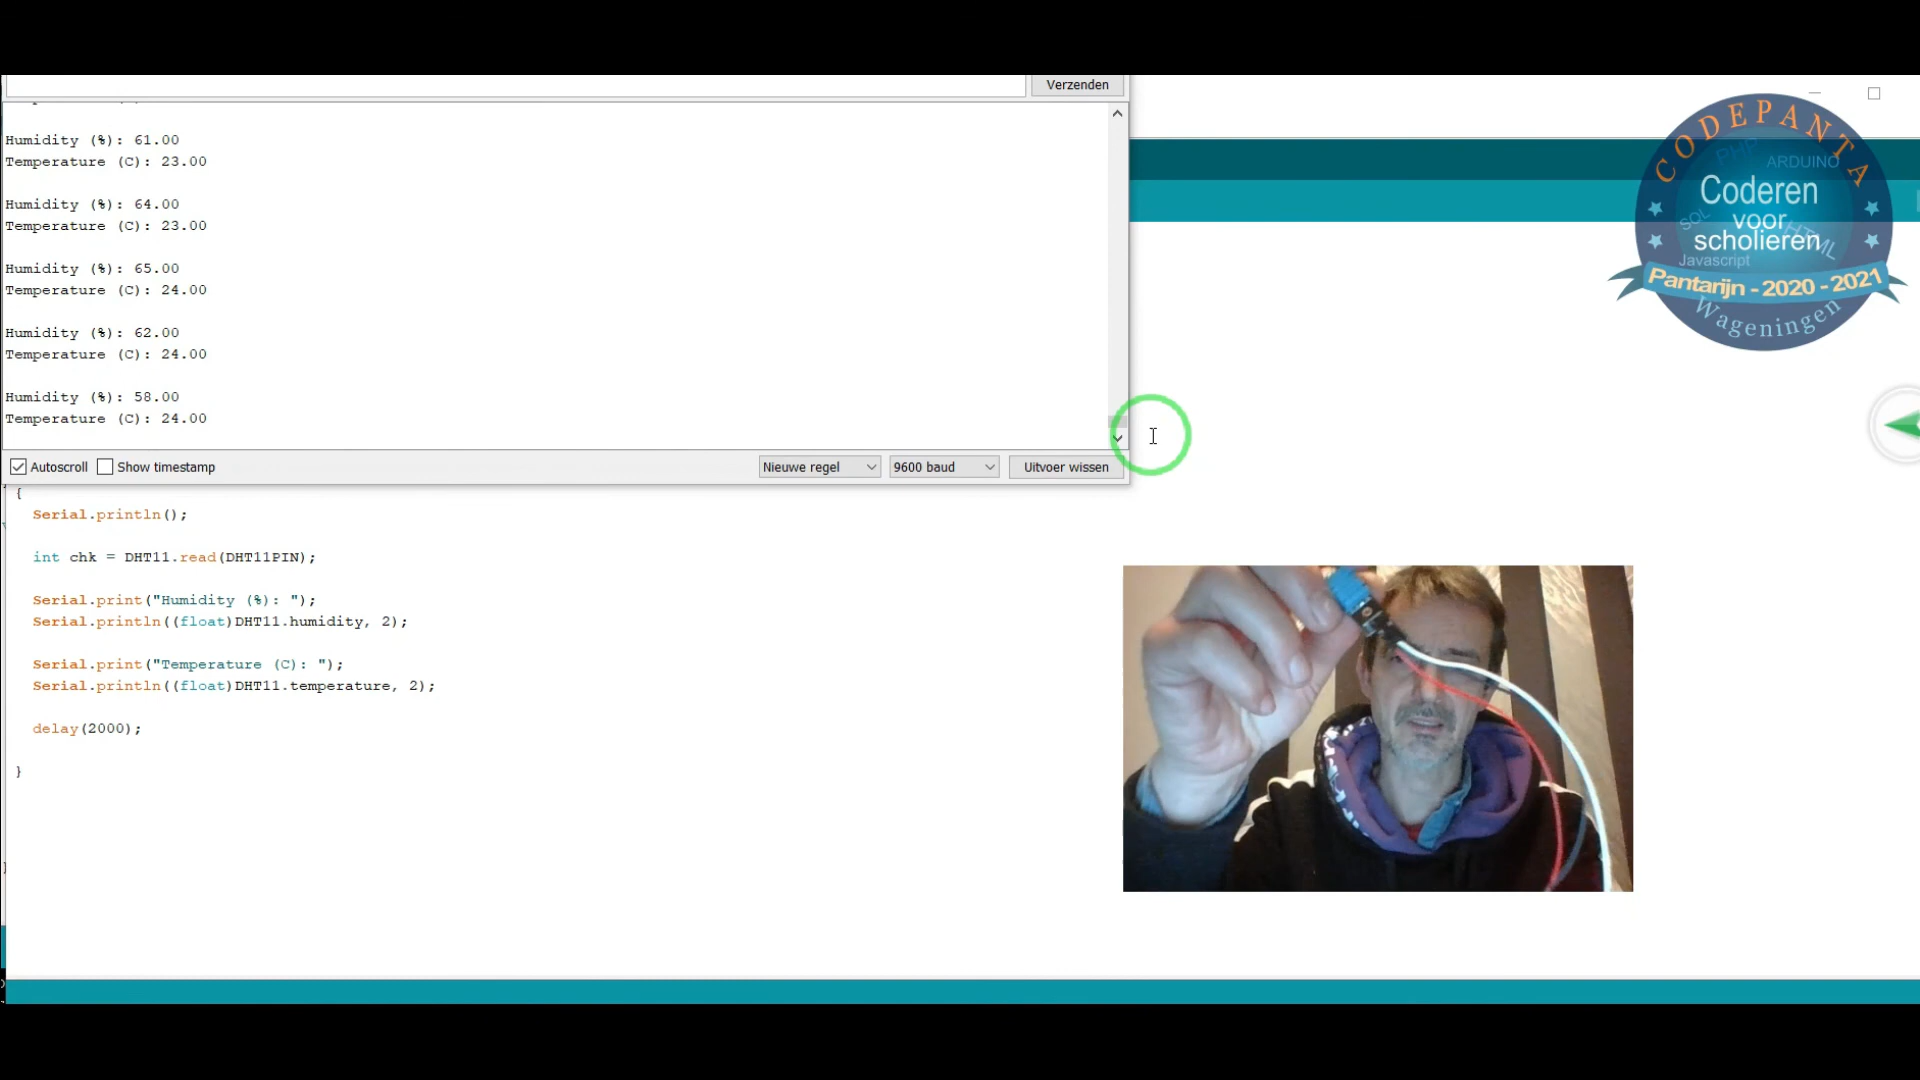 Verzenden
Humidity (%): 61.00
Temperature (C): 23.00
Humidity (%): 64.00
Temperature (C): 23.00
Humidity (%): 65.00
Temperature (C): 24.00
Humidity (%): 62.00
Temperature (C): 24.00
Humidity (%): 58.00
Temperature (C): 24.00
Autoscroll Show timestamp Nieuwe regel 9600 baud Uitvoer wissen
{
Serial.println();
int chk = DHT11.read(DHT11PIN);
Serial.print("Humidity (%): ");
Serial.println((float)DHT11.humidity, 2);
Serial.print("Temperature (C): ");
Serial.println((float)DHT11.temperature, 2);
delay(2000);
}
CODEPANTA
PHP
ARDUINO
Coderen
SQL
voor
HTML
scholieren
Javascript
Pantarijn - 2020 - 2021
Wageningen